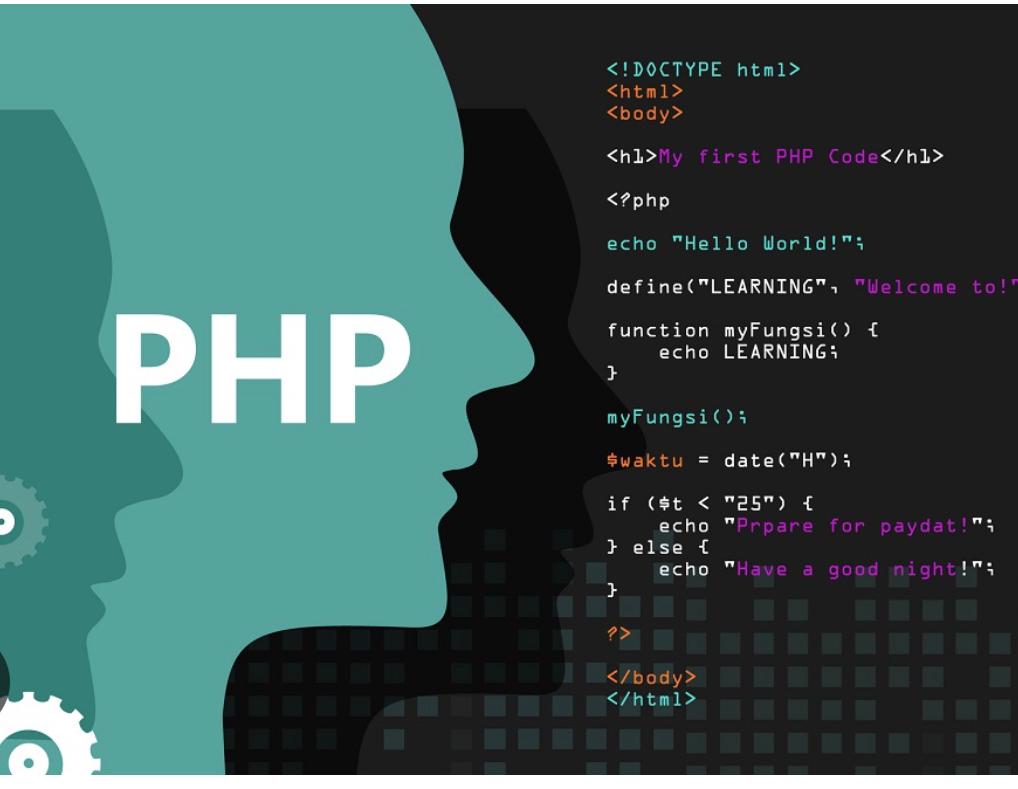 PHP
<!DOCTYPE html>
<html>
<body>
<h1>My first PHP Code</h1>
<?php
echo "Hello World!";
define("LEARNING", "Welcome to!"
function myFungsi() {
    echo LEARNING;
}
myFungsi();
$waktu = date("H");
if ($t < "25") {
    echo "Prpare for paydat!";
} else {
    echo "Have a good night!";
}
?>
</body>
</html>